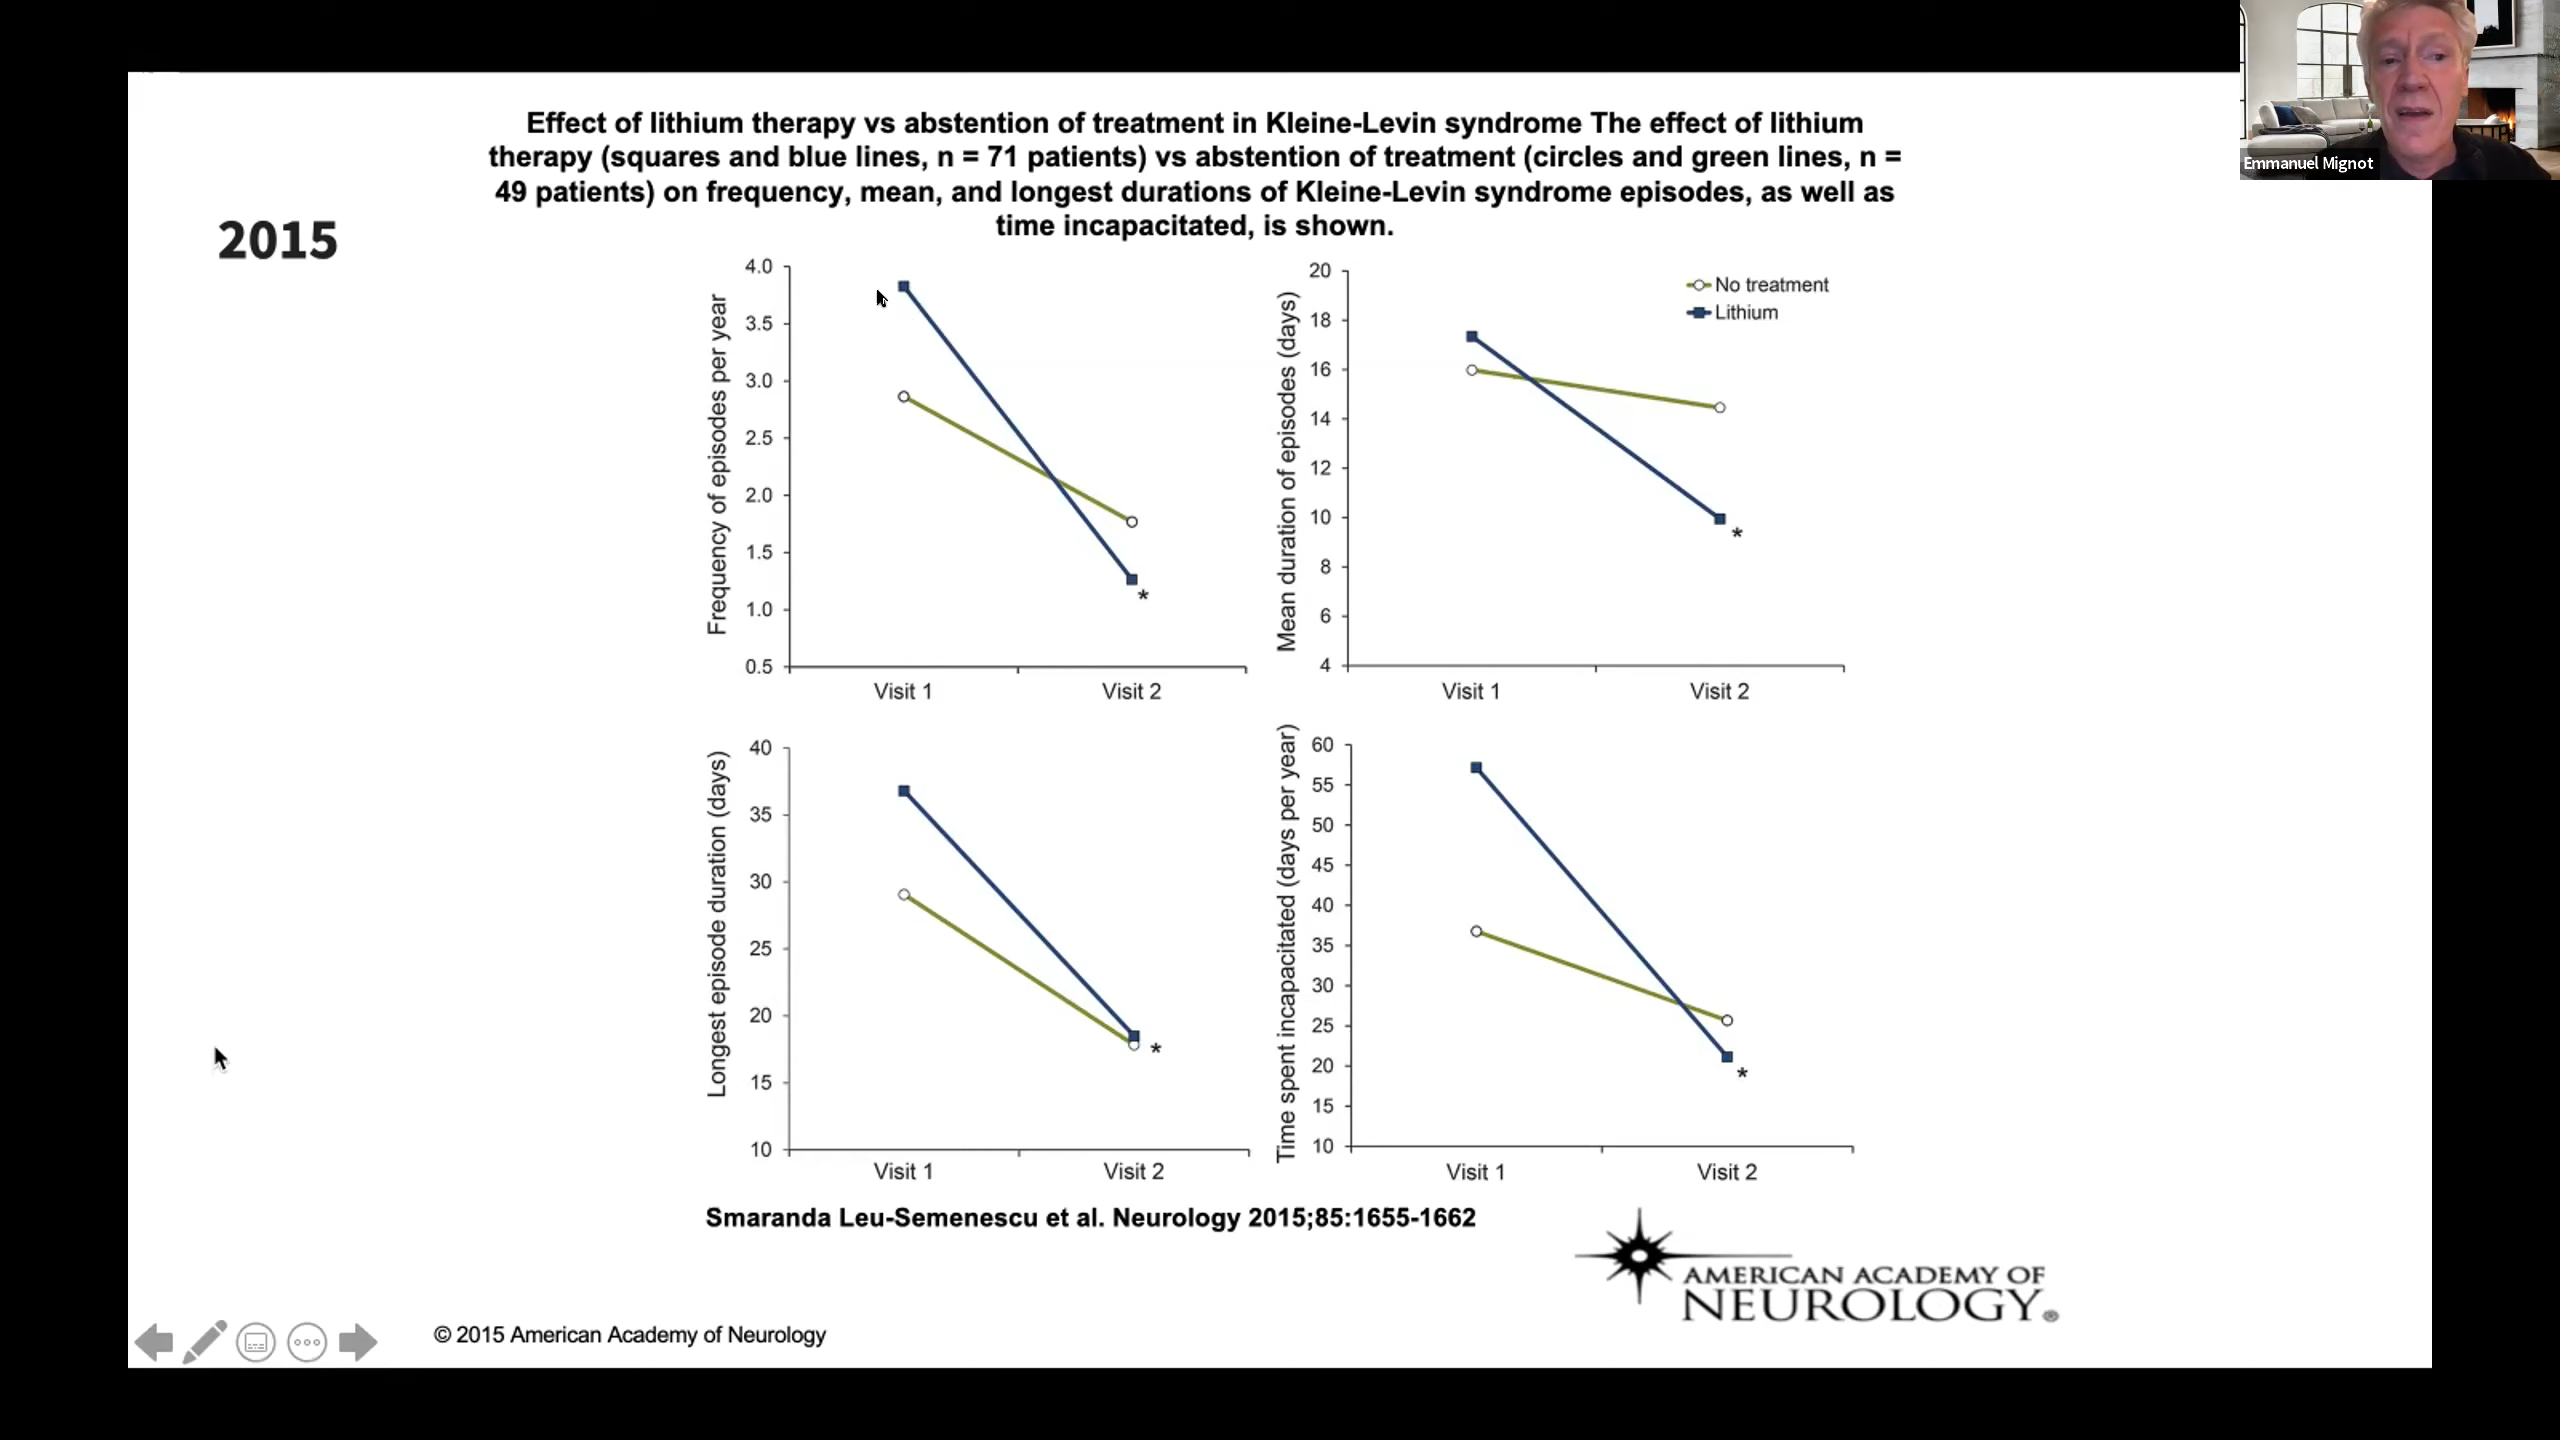 Emmanuel Mignot
Effect of lithium therapy vs abstention of treatment in Kleine-Levin syndrome The effect of lithium
therapy (squares and blue lines, n = 71 patients) vs abstention of treatment (circles and green lines, n =
49 patients) on frequency, mean, and longest durations of Kleine-Levin syndrome episodes, as well as
time incapacitated, is shown.
2015
Frequency of episodes per year
4.0
3.5
3.0
2.5
2.0
1.5
1.0
0.5
*
Visit 1
Visit 2
Mean duration of episodes (days)
20
18
16
14
12
10
8
6
4
No treatment
Lithium
*
Visit 1
Visit 2
Longest episode duration (days)
40
35
30
25
20
15
10
*
Visit 1
Visit 2
Time spent incapacitated (days per year)
60
55
50
45
40
35
30
25
20
15
10
*
Visit 1
Visit 2
Smaranda Leu-Semenescu et al. Neurology 2015;85:1655-1662
AMERICAN ACADEMY OF
NEUROLOGY®
© 2015 American Academy of Neurology